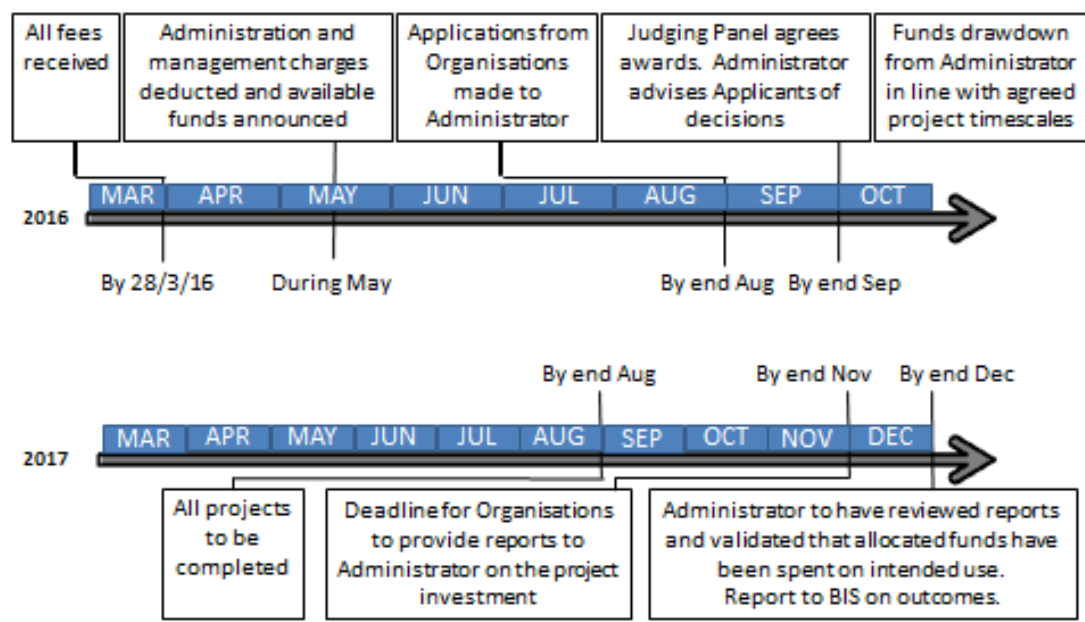 All fees
received
Administration and
management charges
deducted and available
funds announced
Applications from
Organisations
made to
Administrator
Judging Panel agrees
awards. Administrator
advises Applicants of
decisions
Funds drawdown
from Administrator
in line with agreed
project timescales
MAR APR MAY JUN JUL AUG SEP OCT
2016
By 28/3/16 During May By end Aug By end Sep
By end Aug By end Nov By end Dec
MAR APR MAY JUN JUL AUG SEP OCT NOV DEC
2017
All projects
to be
completed
Deadline for Organisations
to provide reports to
Administrator on the project
investment
Administrator to have reviewed reports
and validated that allocated funds have
been spent on intended use.
Report to BIS on outcomes.